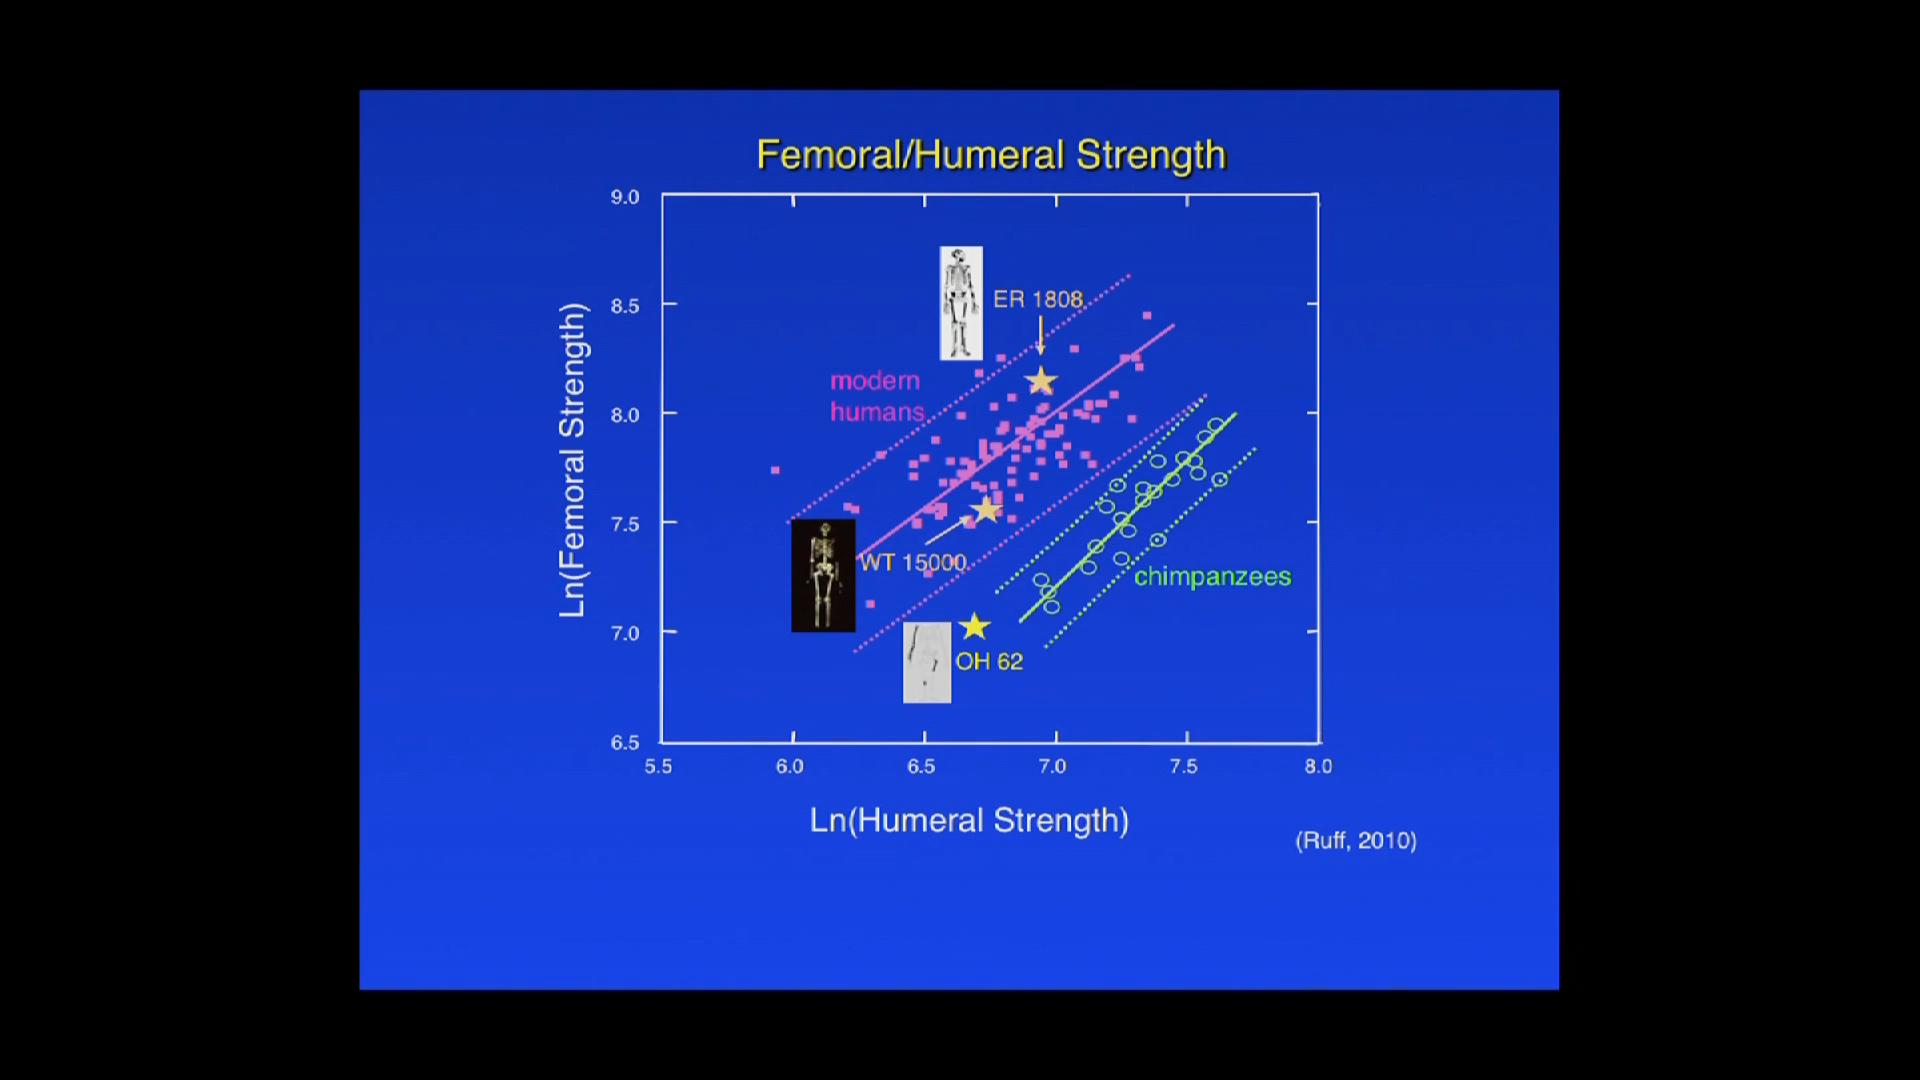 Femoral/Humeral Strength
9.0
8.5
8.0
7.5
7.0
6.5
Ln(Femoral Strength)
ER 1808
modern
humans
WT 15000
chimpanzees
OH 62
5.5 6.0 6.5 7.0 7.5 8.0
Ln(Humeral Strength)
(Ruff, 2010)